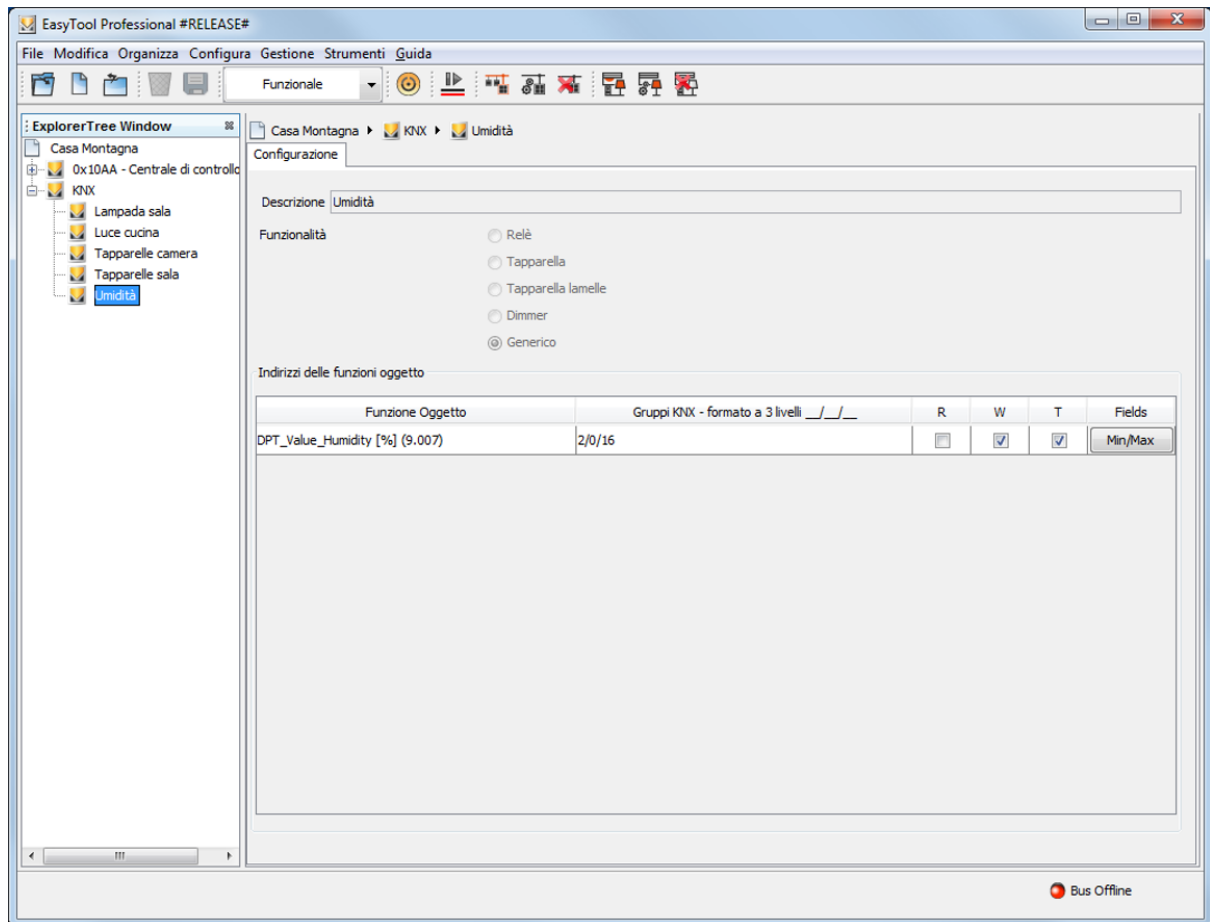 EasyTool Professional #RELEASE#
File Modifica Organizza Configura Gestione Strumenti Guida
Funzionale
ExplorerTree Window
Casa Montagna
0x10AA - Centrale di controllo
KNX
Lampada sala
Luce cucina
Tapparelle camera
Tapparelle sala
Umidità
Casa Montagna KNX Umidità
Configurazione
Descrizione Umidità
Funzionalità
Relè
Tapparella
Tapparella lamelle
Dimmer
Generico
Indirizzi delle funzioni oggetto
Funzione Oggetto Gruppi KNX - formato a 3 livelli __/__/__ R W T Fields
DPT_Value_Humidity [%] (9.007) 2/0/16 Min/Max
Bus Offline